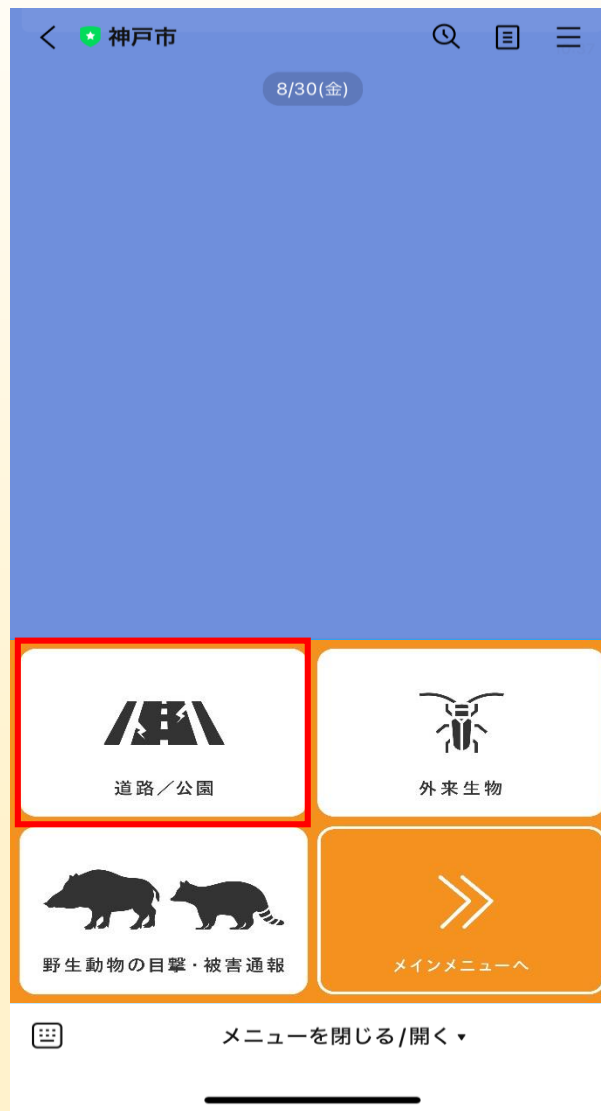 神戸市
8/30(金)
道路／公園
外来生物
野生動物の目撃・被害通報
メインメニューへ
メニューを閉じる/開く▾